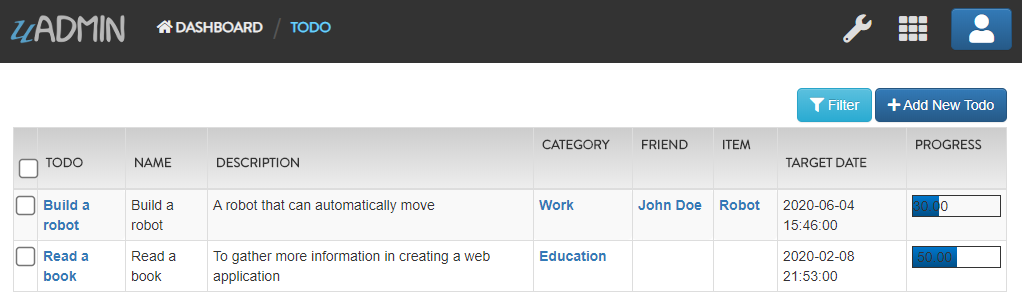 uADMIN DASHBOARD / TODO
Filter Add New Todo
TODO NAME DESCRIPTION CATEGORY FRIEND ITEM TARGET DATE PROGRESS
Build a Build a A robot that can automatically move Work John Doe Robot 2020-06-04 30.00
robot robot 15:46:00
Read a Read a To gather more information in creating a web Education 2020-02-08 50.00
book book application 21:53:00